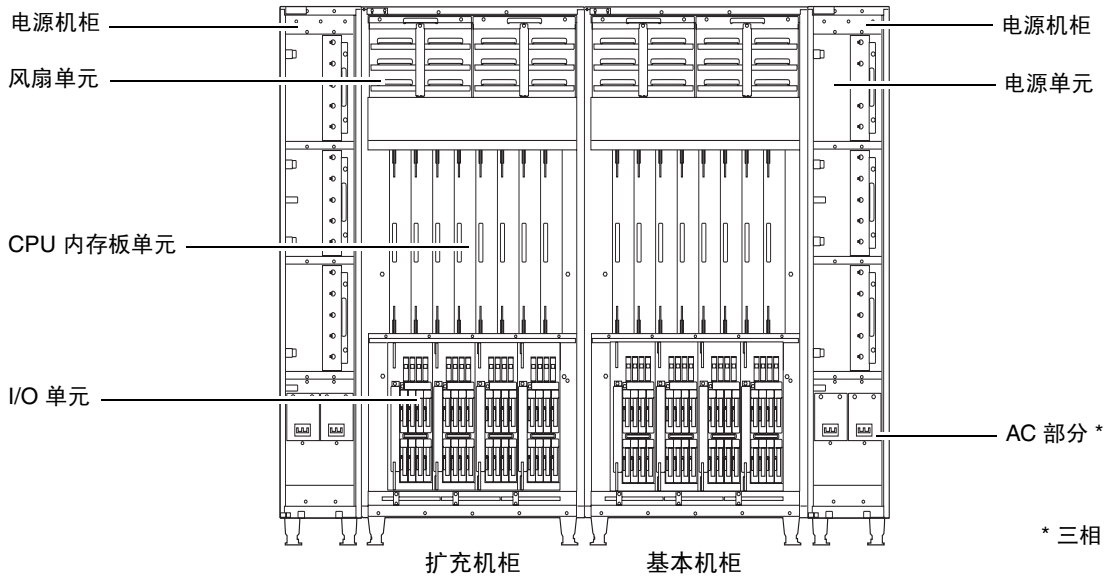 电源机柜
风扇单元
CPU 内存板单元
I/O 单元
电源机柜
电源单元
AC 部分 *
* 三相
扩充机柜
基本机柜